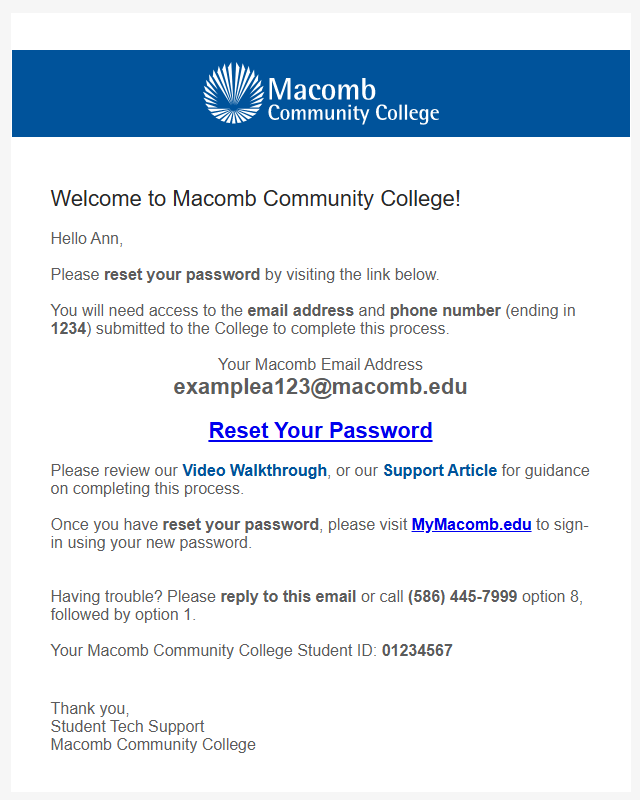 Macomb
Community College
Welcome to Macomb Community College!
Hello Ann,
Please reset your password by visiting the link below.
You will need access to the email address and phone number (ending in
1234) submitted to the College to complete this process.
Your Macomb Email Address
examplea123@macomb.edu
Reset Your Password
Please review our Video Walkthrough, or our Support Article for guidance
on completing this process.
Once you have reset your password, please visit MyMacomb.edu to sign-
in using your new password.
Having trouble? Please reply to this email or call (586) 445-7999 option 8,
followed by option 1.
Your Macomb Community College Student ID: 01234567
Thank you,
Student Tech Support
Macomb Community College